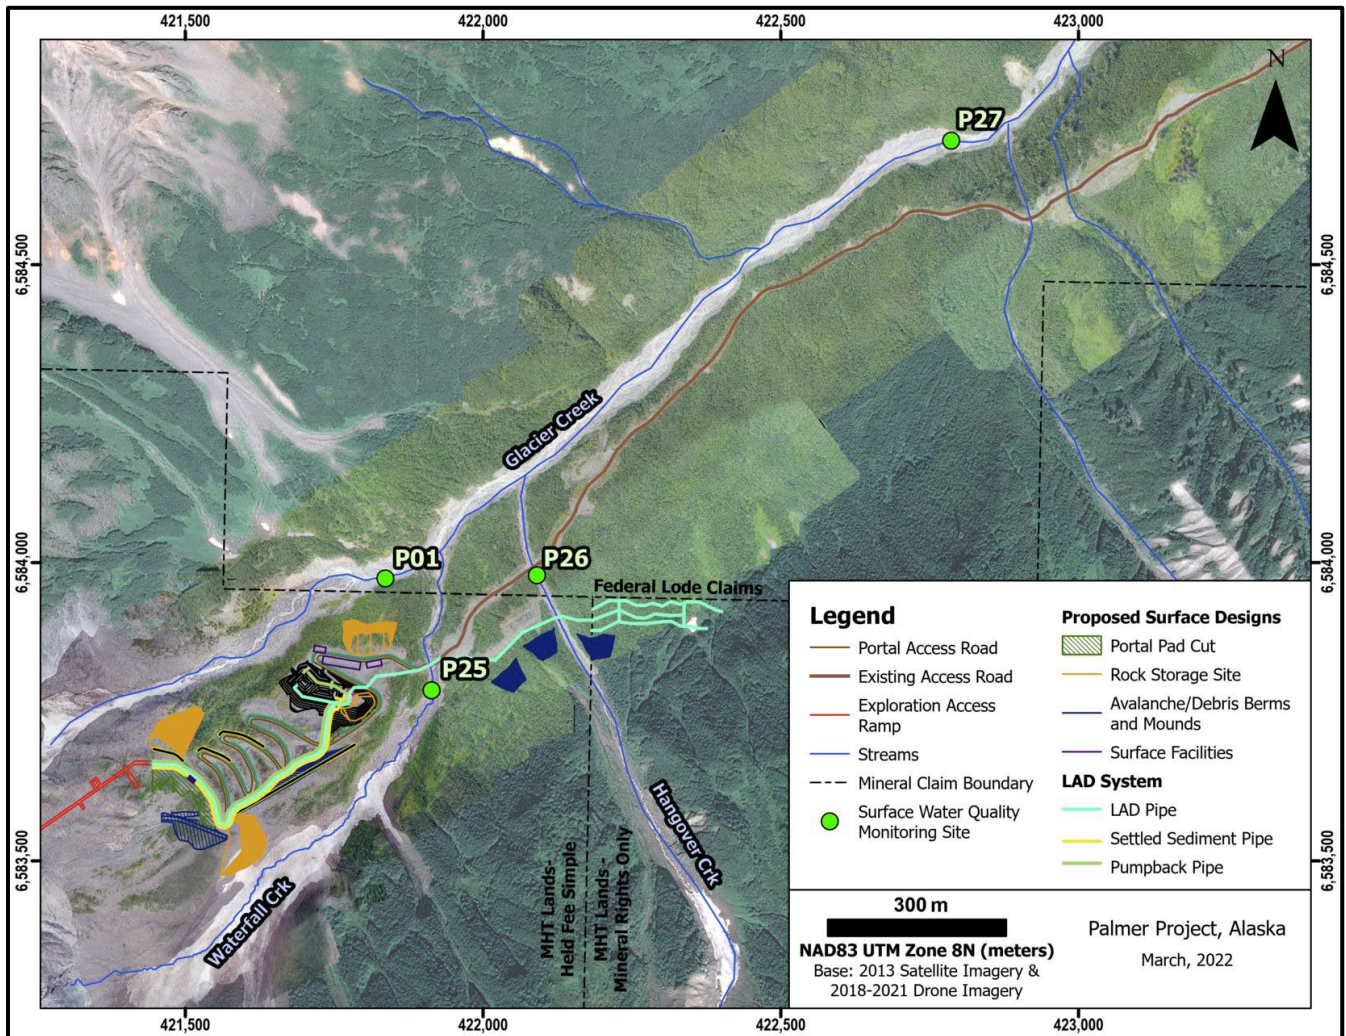 421,500
422,000
422,500
423,000
N
P27
6,584,500
6,584,500
Glacier Creek
P01
P26
6,584,000
6,584,000
Federal Lode Claims
P25
Hangover Crk
6,583,500
6,583,500
Waterfall Crk
MHT Lands-
Held Fee Simple
MHT Lands -
Mineral Rights Only
Legend
Portal Access Road
Existing Access Road
Exploration Access
Ramp
Streams
Mineral Claim Boundary
Surface Water Quality
Monitoring Site
Proposed Surface Designs
Portal Pad Cut
Rock Storage Site
Avalanche/Debris Berms
and Mounds
Surface Facilities
LAD System
LAD Pipe
Settled Sediment Pipe
Pumpback Pipe
300 m
NAD83 UTM Zone 8N (meters)
Base: 2013 Satellite Imagery &
2018-2021 Drone Imagery
Palmer Project, Alaska
March, 2022
421,500
422,000
422,500
423,000